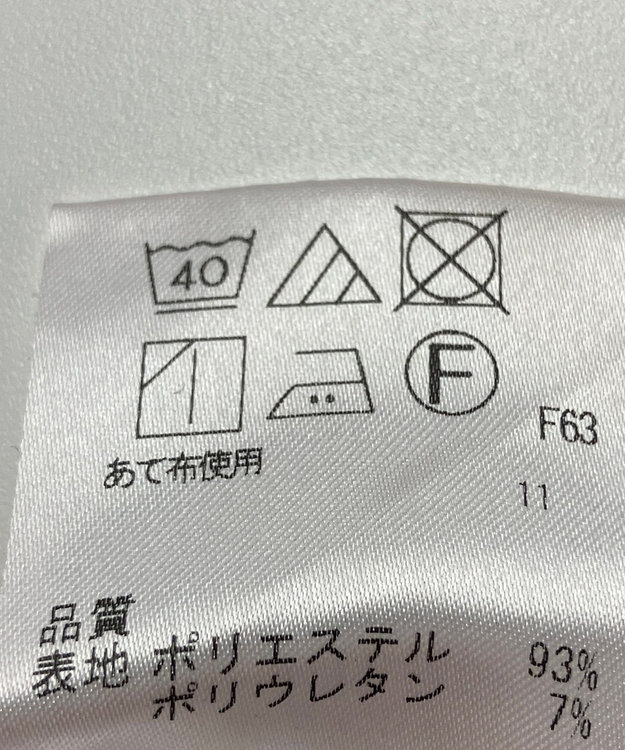 40
F
F63
あて布使用
11
品質
表地 ポリエステル 93%
ポリウレタン 7%